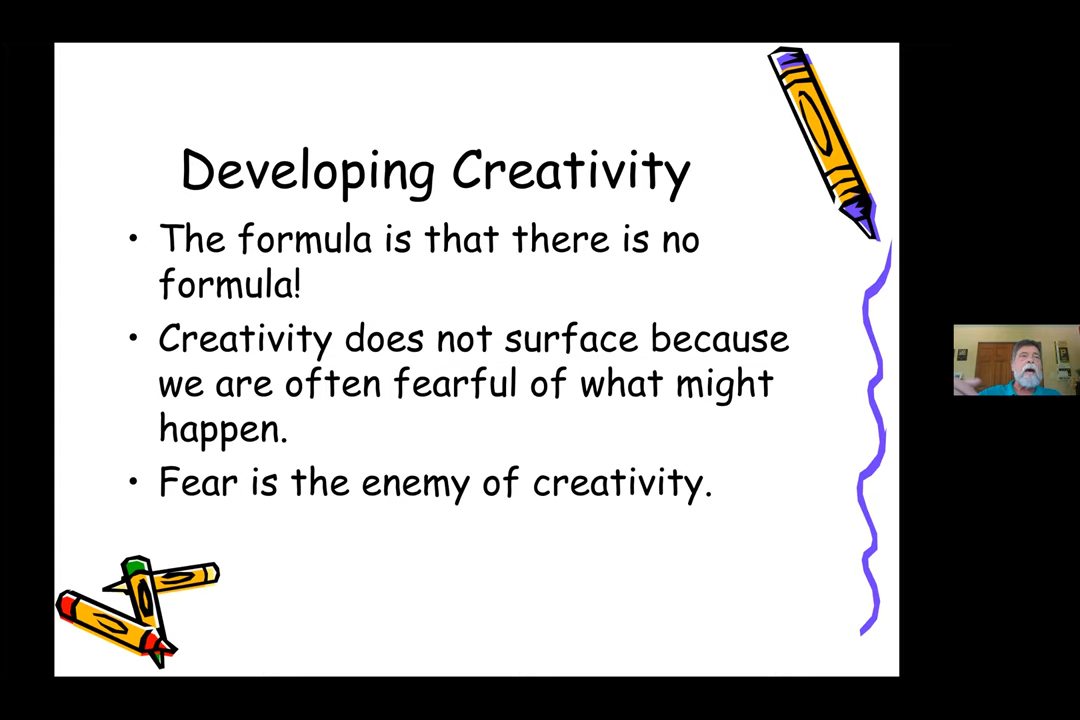 Developing Creativity
• The formula is that there is no
formula!
• Creativity does not surface because
we are often fearful of what might
happen.
• Fear is the enemy of creativity.